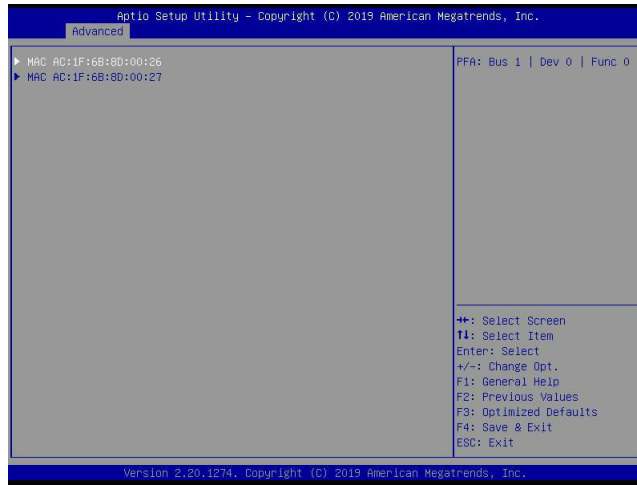 Aptio Setup Utility – Copyright (C) 2019 American Megatrends, Inc.
Advanced
▶ MAC AC:1F:6B:8D:00:26
▶ MAC AC:1F:6B:8D:00:27
PFA: Bus 1 | Dev 0 | Func 0
→←: Select Screen
↑↓: Select Item
Enter: Select
+/-: Change Opt.
F1: General Help
F2: Previous Values
F3: Optimized Defaults
F4: Save & Exit
ESC: Exit
Version 2.20.1274. Copyright (C) 2019 American Megatrends, Inc.